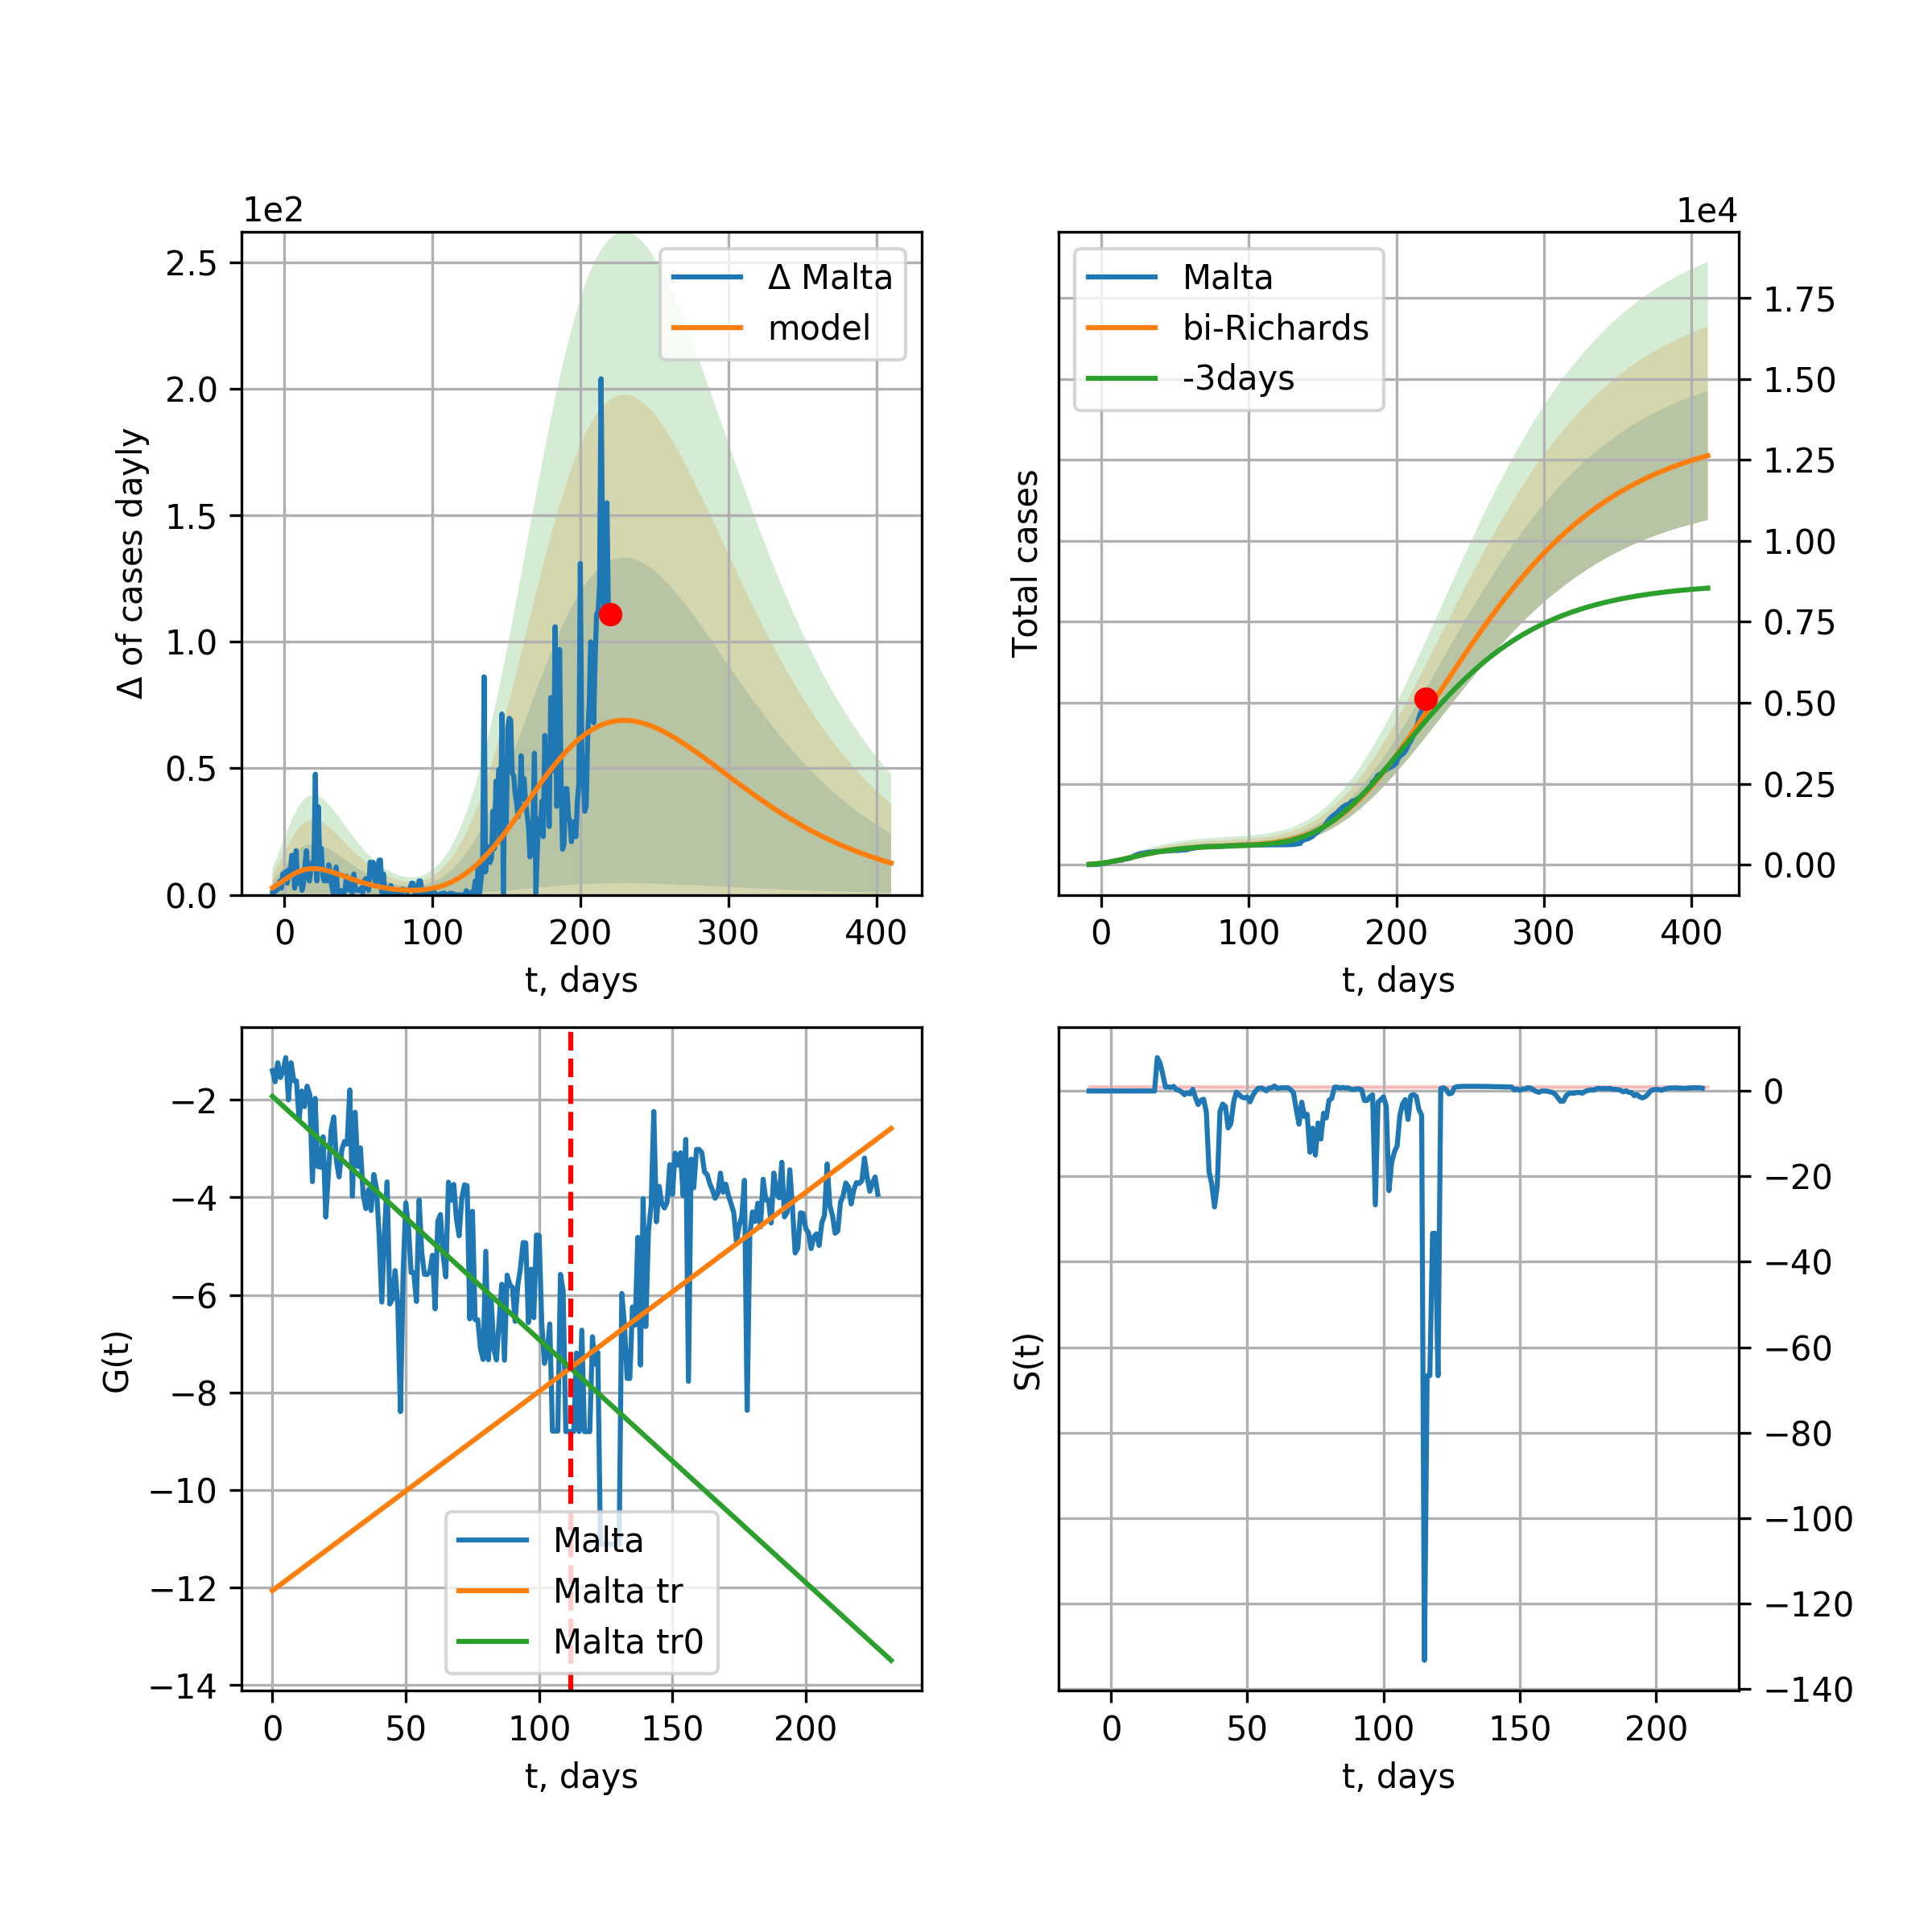 1e2
2.5
2.0
1.5
1.0
0.5
0.0
Δ of cases dayly
Δ Malta
model
0 100 200 300 400
t, days
1e4
Malta
bi-Richards
-3days
Total cases
1.75
1.50
1.25
1.00
0.75
0.50
0.25
0.00
0 100 200 300 400
t, days
−2
−4
−6
−8
−10
−12
−14
G(t)
Malta
Malta tr
Malta tr0
0 50 100 150 200
t, days
S(t)
0
−20
−40
−60
−80
−100
−120
−140
0 50 100 150 200
t, days